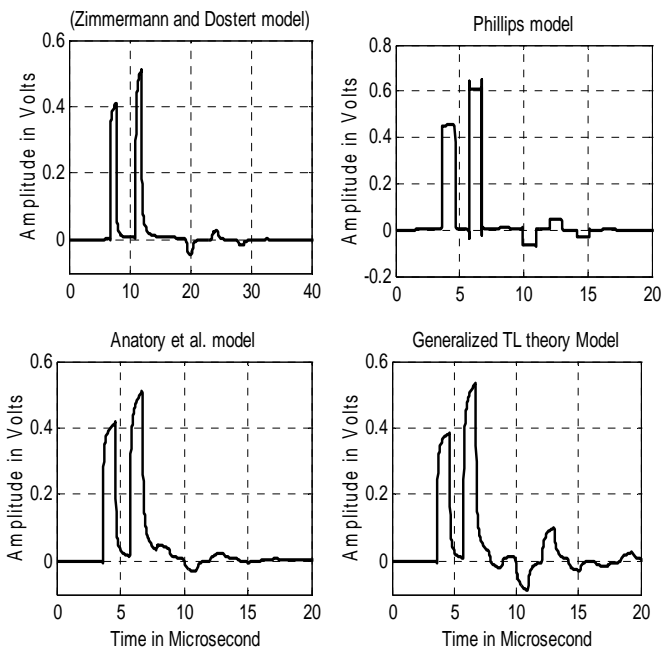 (Zimmermann and Dostert model)
Amplitude in Volts
0.6
0.4
0.2
0
0 10 20 30 40
Phillips model
Amplitude in Volts
0.8
0.6
0.4
0.2
0
-0.2
0 5 10 15 20
Anatory et al. model
Amplitude in Volts
0.6
0.4
0.2
0
0 5 10 15 20
Time in Microsecond
Generalized TL theory Model
Amplitude in Volts
0.6
0.4
0.2
0
0 5 10 15 20
Time in Microsecond